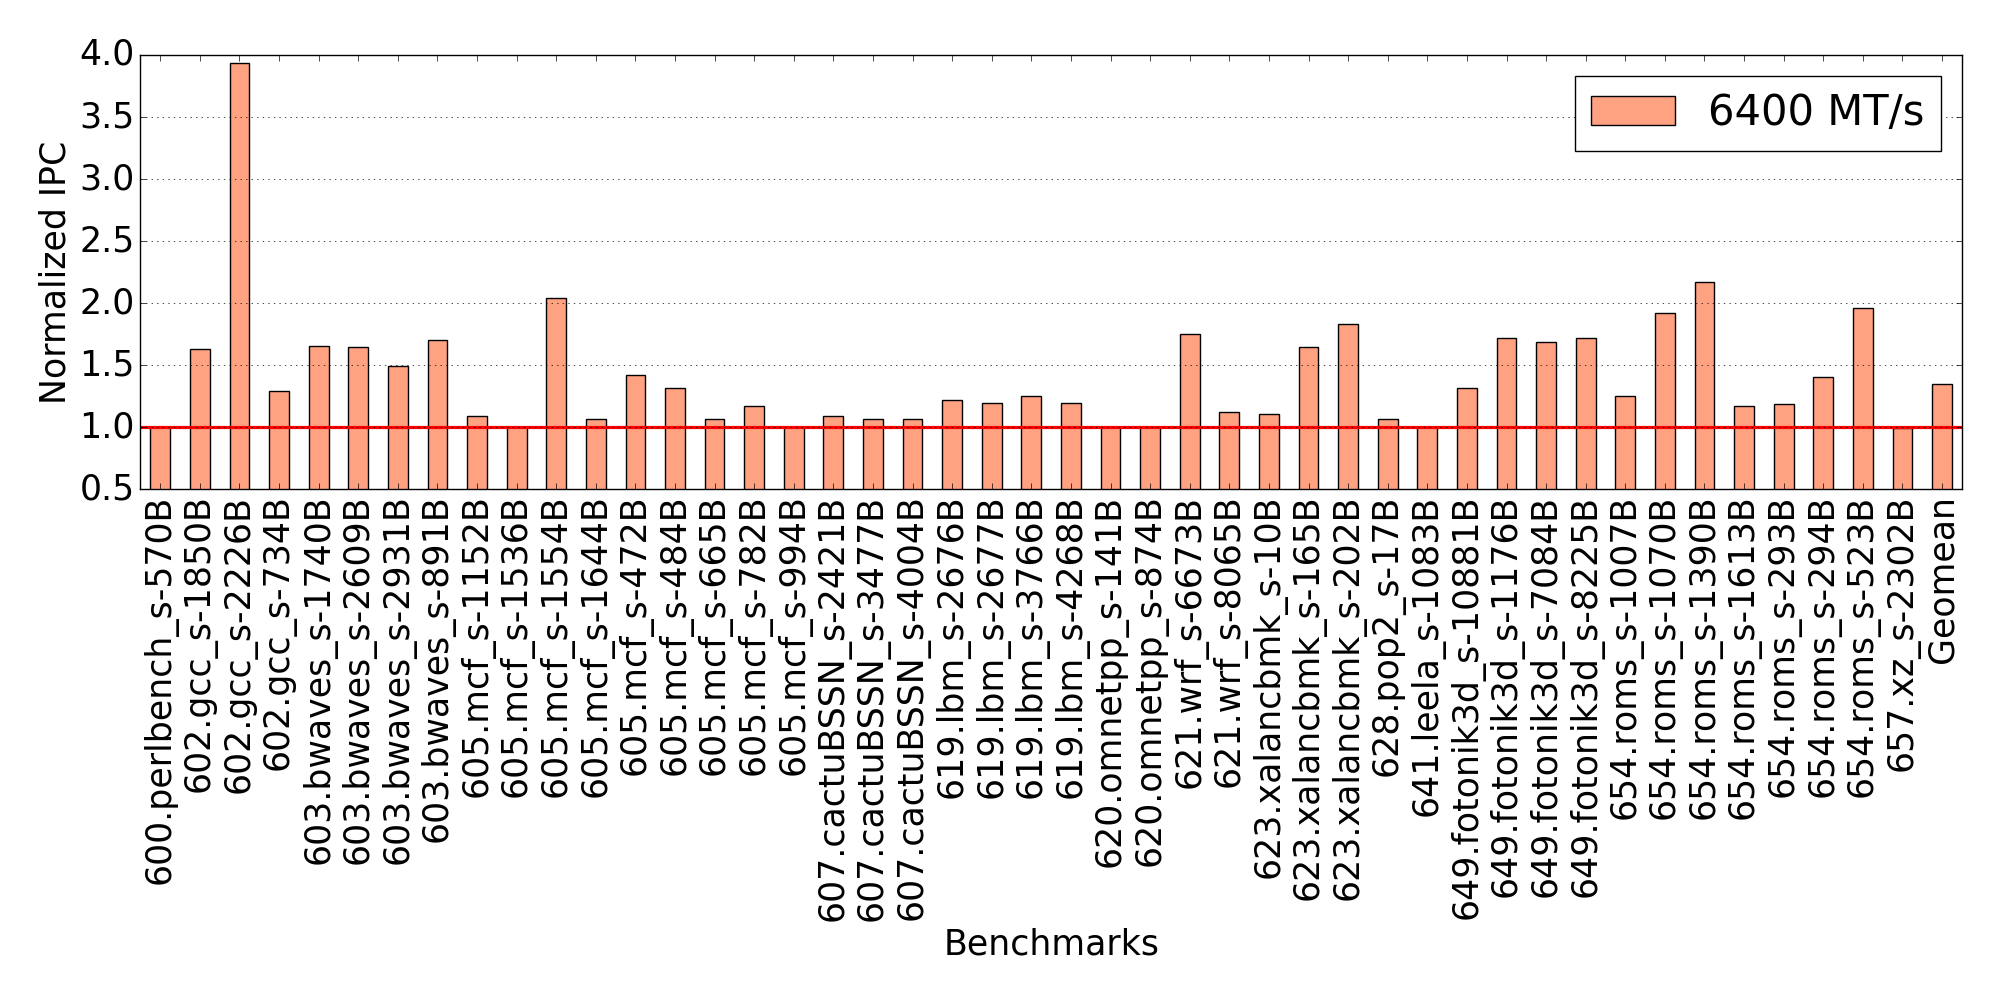 4.0
3.5
3.0
2.5
2.0
1.5
1.0
0.5
Normalized IPC
6400 MT/s
600.perlbench_s-570B
602.gcc_s-1850B
602.gcc_s-2226B
602.gcc_s-734B
603.bwaves_s-1740B
603.bwaves_s-2609B
603.bwaves_s-2931B
603.bwaves_s-891B
605.mcf_s-1152B
605.mcf_s-1536B
605.mcf_s-1554B
605.mcf_s-1644B
605.mcf_s-472B
605.mcf_s-484B
605.mcf_s-665B
605.mcf_s-782B
605.mcf_s-994B
607.cactuBSSN_s-2421B
607.cactuBSSN_s-3477B
607.cactuBSSN_s-4004B
619.lbm_s-2676B
619.lbm_s-2677B
619.lbm_s-3766B
619.lbm_s-4268B
620.omnetpp_s-141B
620.omnetpp_s-874B
621.wrf_s-6673B
621.wrf_s-8065B
623.xalancbmk_s-10B
623.xalancbmk_s-165B
623.xalancbmk_s-202B
628.pop2_s-17B
641.leela_s-1083B
649.fotonik3d_s-10881B
649.fotonik3d_s-1176B
649.fotonik3d_s-7084B
649.fotonik3d_s-8225B
654.roms_s-1007B
654.roms_s-1070B
654.roms_s-1390B
654.roms_s-1613B
654.roms_s-293B
654.roms_s-294B
654.roms_s-523B
657.xz_s-2302B
Geomean
Benchmarks